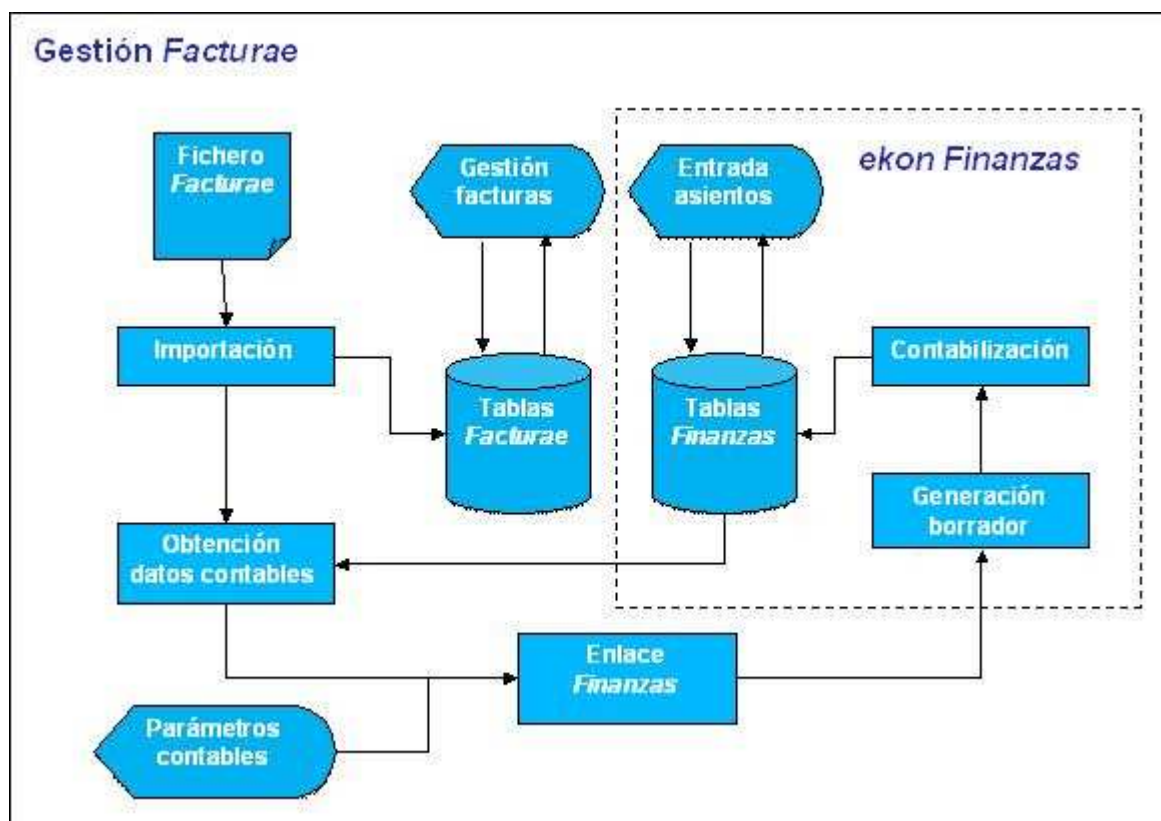 Gestión Facturae
ekon Finanzas
Fichero
Facturae
Gestión
facturas
Entrada
asientos
Importación
Contabilización
Tablas
Facturae
Tablas
Finanzas
Generación
borrador
Obtención
datos contables
Enlace
Finanzas
Parámetros
contables